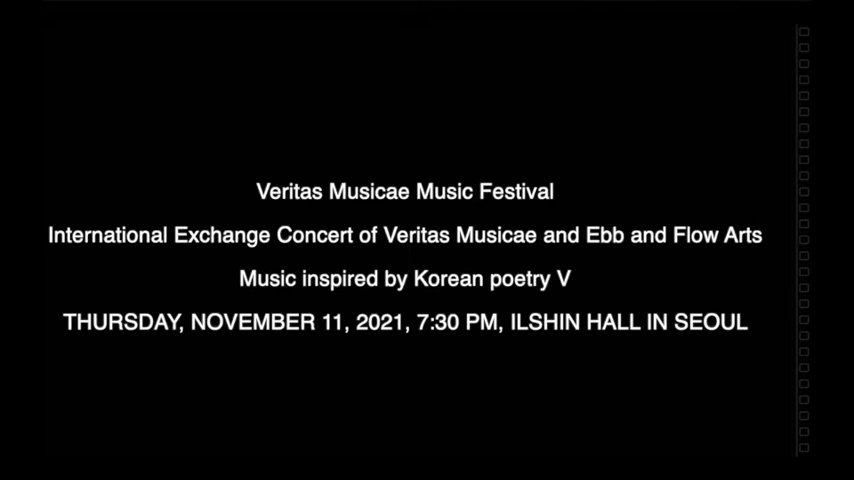 Veritas Musicae Music Festival
International Exchange Concert of Veritas Musicae and Ebb and Flow Arts
Music inspired by Korean poetry V
THURSDAY, NOVEMBER 11, 2021, 7:30 PM, ILSHIN HALL IN SEOUL